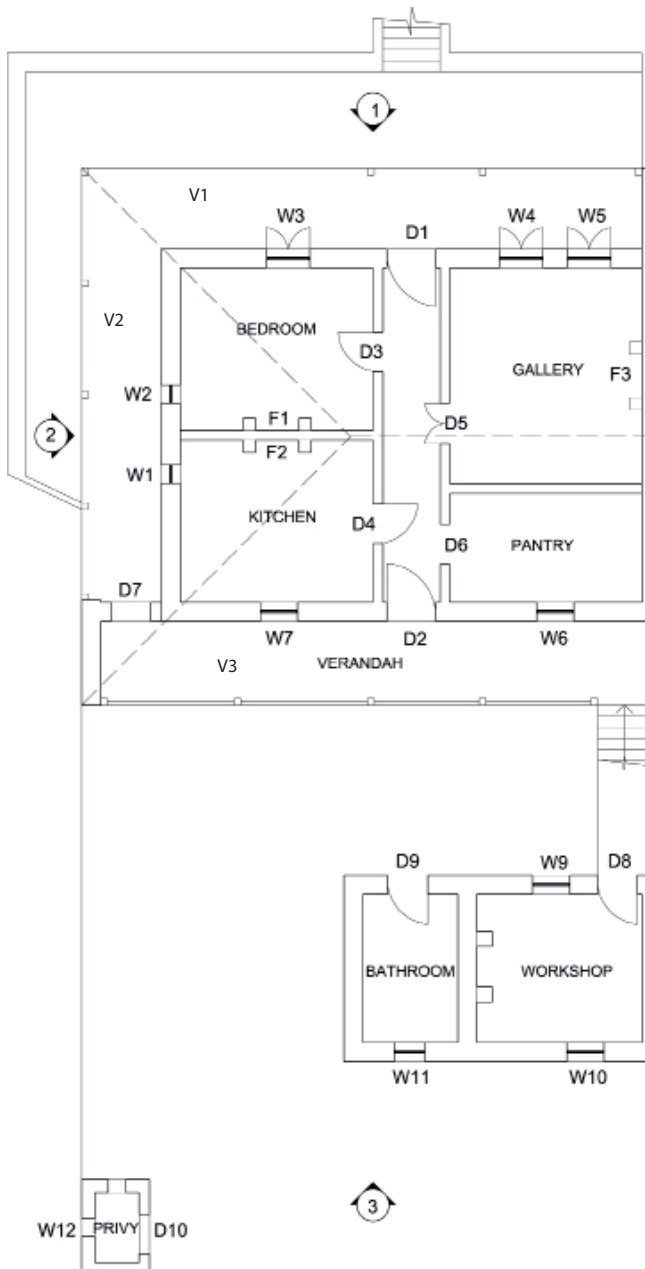 1
V1
W3
D1
W4
W5
V2
BEDROOM
D3
GALLERY
F3
W2
F1
D5
2
F2
W1
KITCHEN
D4
D6
PANTRY
D7
W7
D2
W6
V3
VERANDAH
D9
W9
D8
BATHROOM
WORKSHOP
W11
W10
3
W12
PRIVY
D10